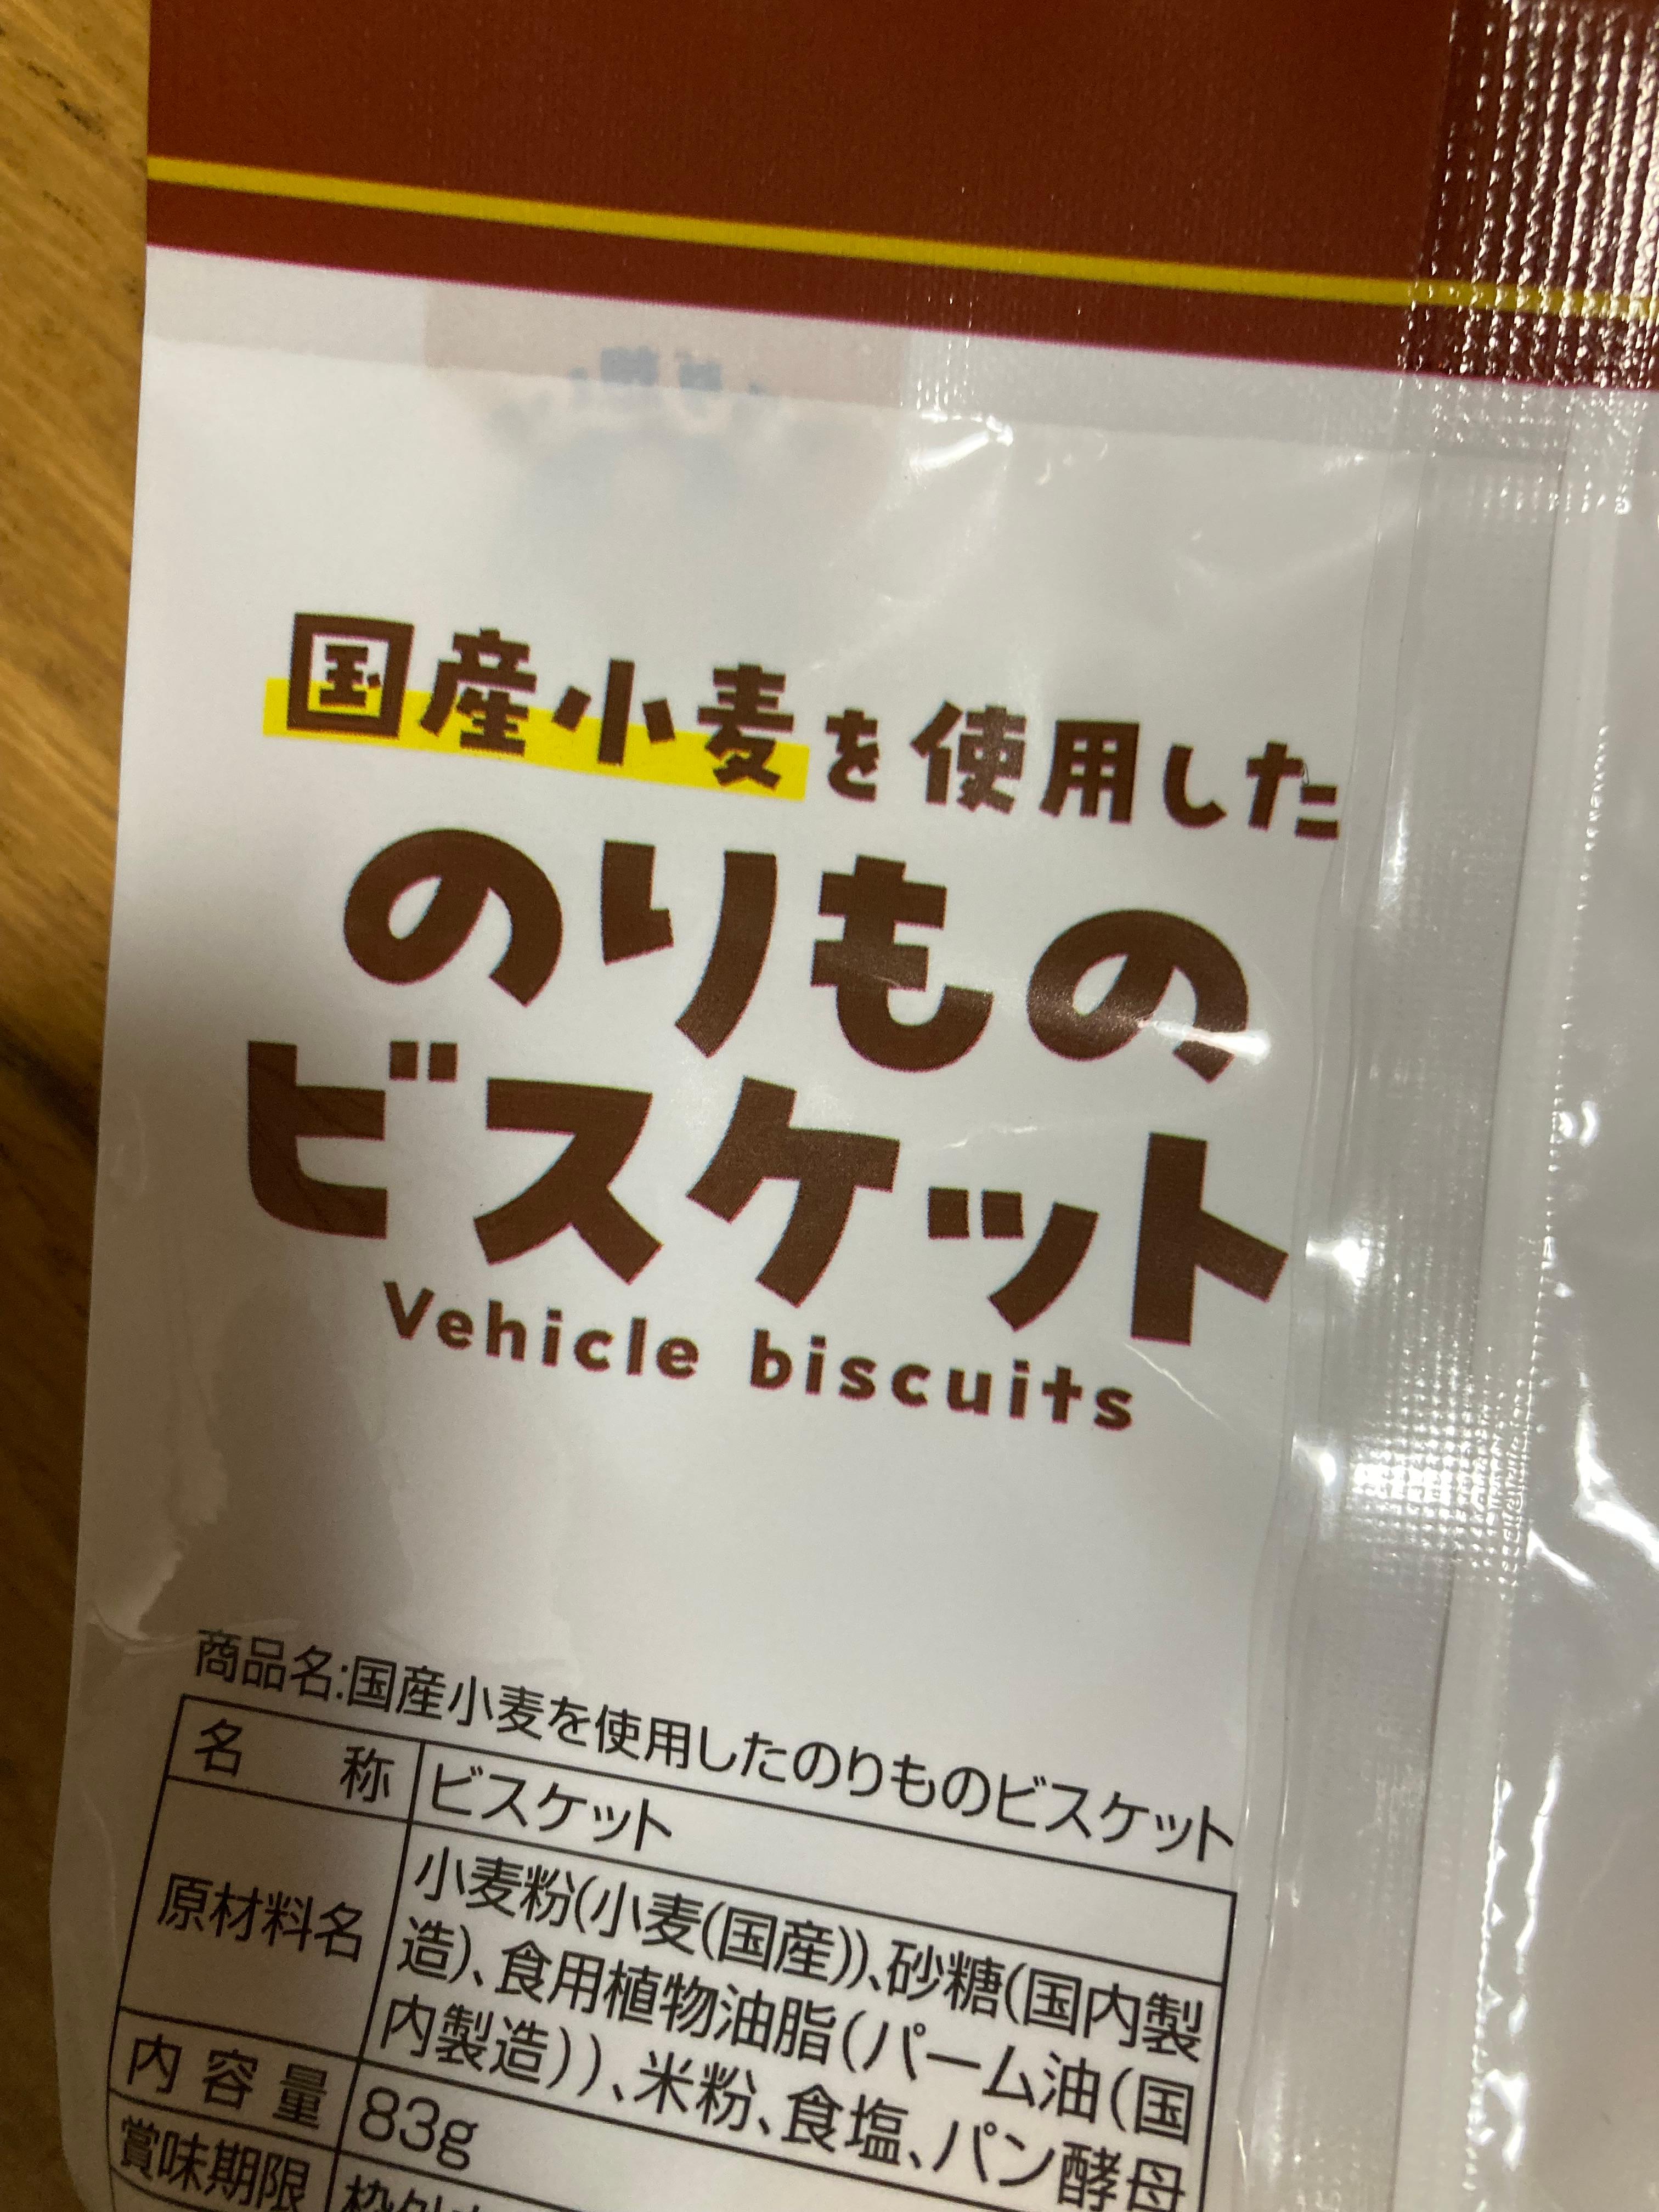 国産小麦を使用した
のりもの
ビスケット
Vehicle biscuits
商品名:国産小麦を使用したのりものビスケット
名 称 ビスケット
原材料名 小麦粉(小麦(国産))、砂糖(国内製
造)、食用植物油脂(パーム油(国
内製造))、米粉、食塩、パン酵母
内容量 83g
賞味期限 枠外